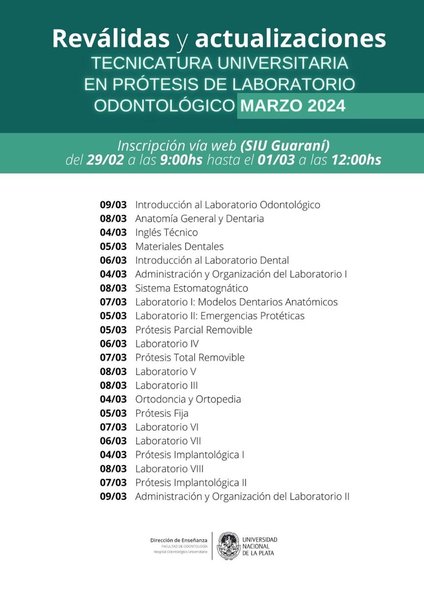 Reválidas y actualizaciones
TECNICATURA UNIVERSITARIA
EN PRÓTESIS DE LABORATORIO
ODONTOLÓGICO MARZO 2024
Inscripción vía web (SIU Guaraní)
del 29/02 a las 9:00hs hasta el 01/03 a las 12:00hs
09/03 Introducción al Laboratorio Odontológico
08/03 Anatomía General y Dentaria
04/03 Inglés Técnico
05/03 Materiales Dentales
06/03 Introducción al Laboratorio Dental
04/03 Administración y Organización del Laboratorio I
08/03 Sistema Estomatognático
07/03 Laboratorio I: Modelos Dentarios Anatómicos
05/03 Laboratorio II: Emergencias Protéticas
05/03 Prótesis Parcial Removible
06/03 Laboratorio IV
07/03 Prótesis Total Removible
08/03 Laboratorio V
08/03 Laboratorio III
04/03 Ortodoncia y Ortopedia
05/03 Prótesis Fija
07/03 Laboratorio VI
06/03 Laboratorio VII
04/03 Prótesis Implantológica I
08/03 Laboratorio VIII
07/03 Prótesis Implantológica II
09/03 Administración y Organización del Laboratorio II
Dirección de Enseñanza
FACULTAD DE ODONTOLOGÍA
Hospital Odontológico Universitario
UNIVERSIDAD
NACIONAL
DE LA PLATA